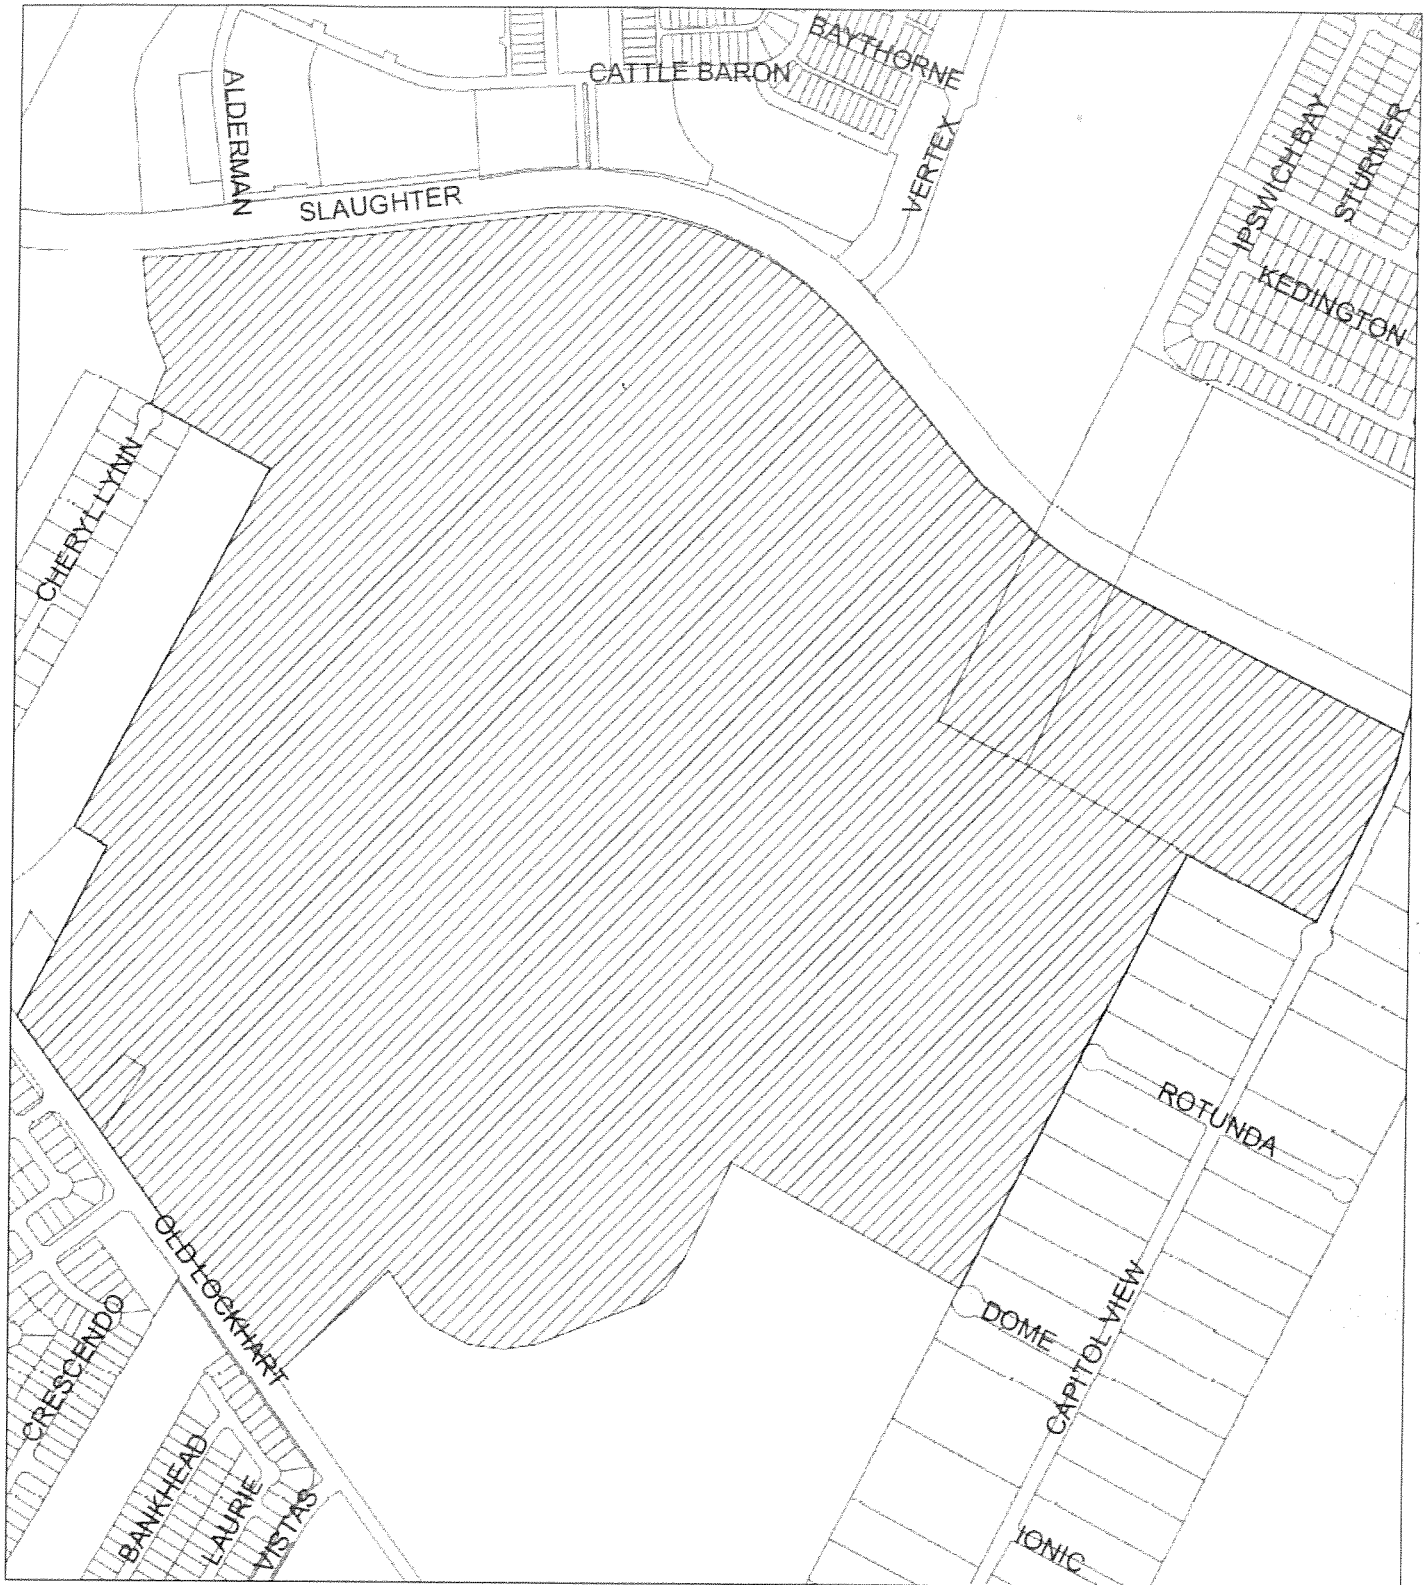 BAYTHORNE
CATTLE BARON
ALDERMAN
VERTEX
IPSWICH BAY
STURMER
SLAUGHTER
KEDINGTON
CHERYL LYNN
ROTUNDA
OLD LOCKHART
DOME
CAPITOL VIEW
CRESCENDO
BANKHEAD
LAURIE
VISTAS
IONIC